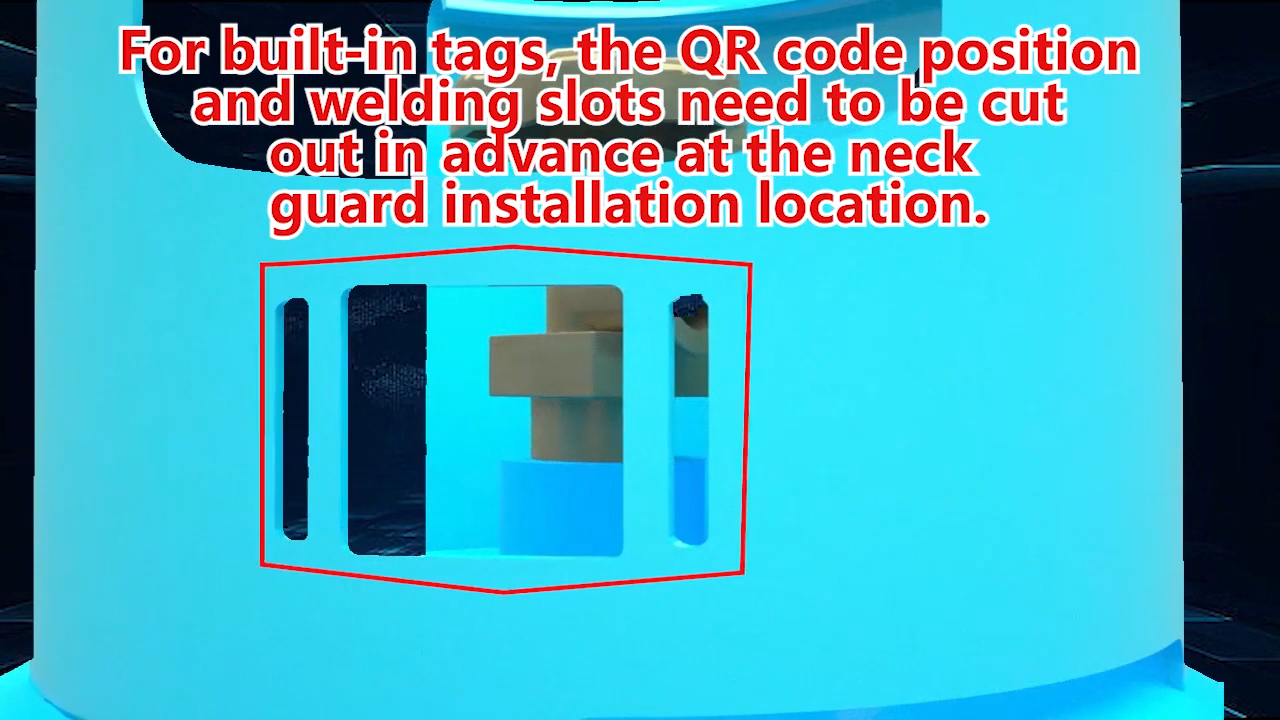 For built-in tags, the QR code position
and welding slots need to be cut
out in advance at the neck
guard installation location.